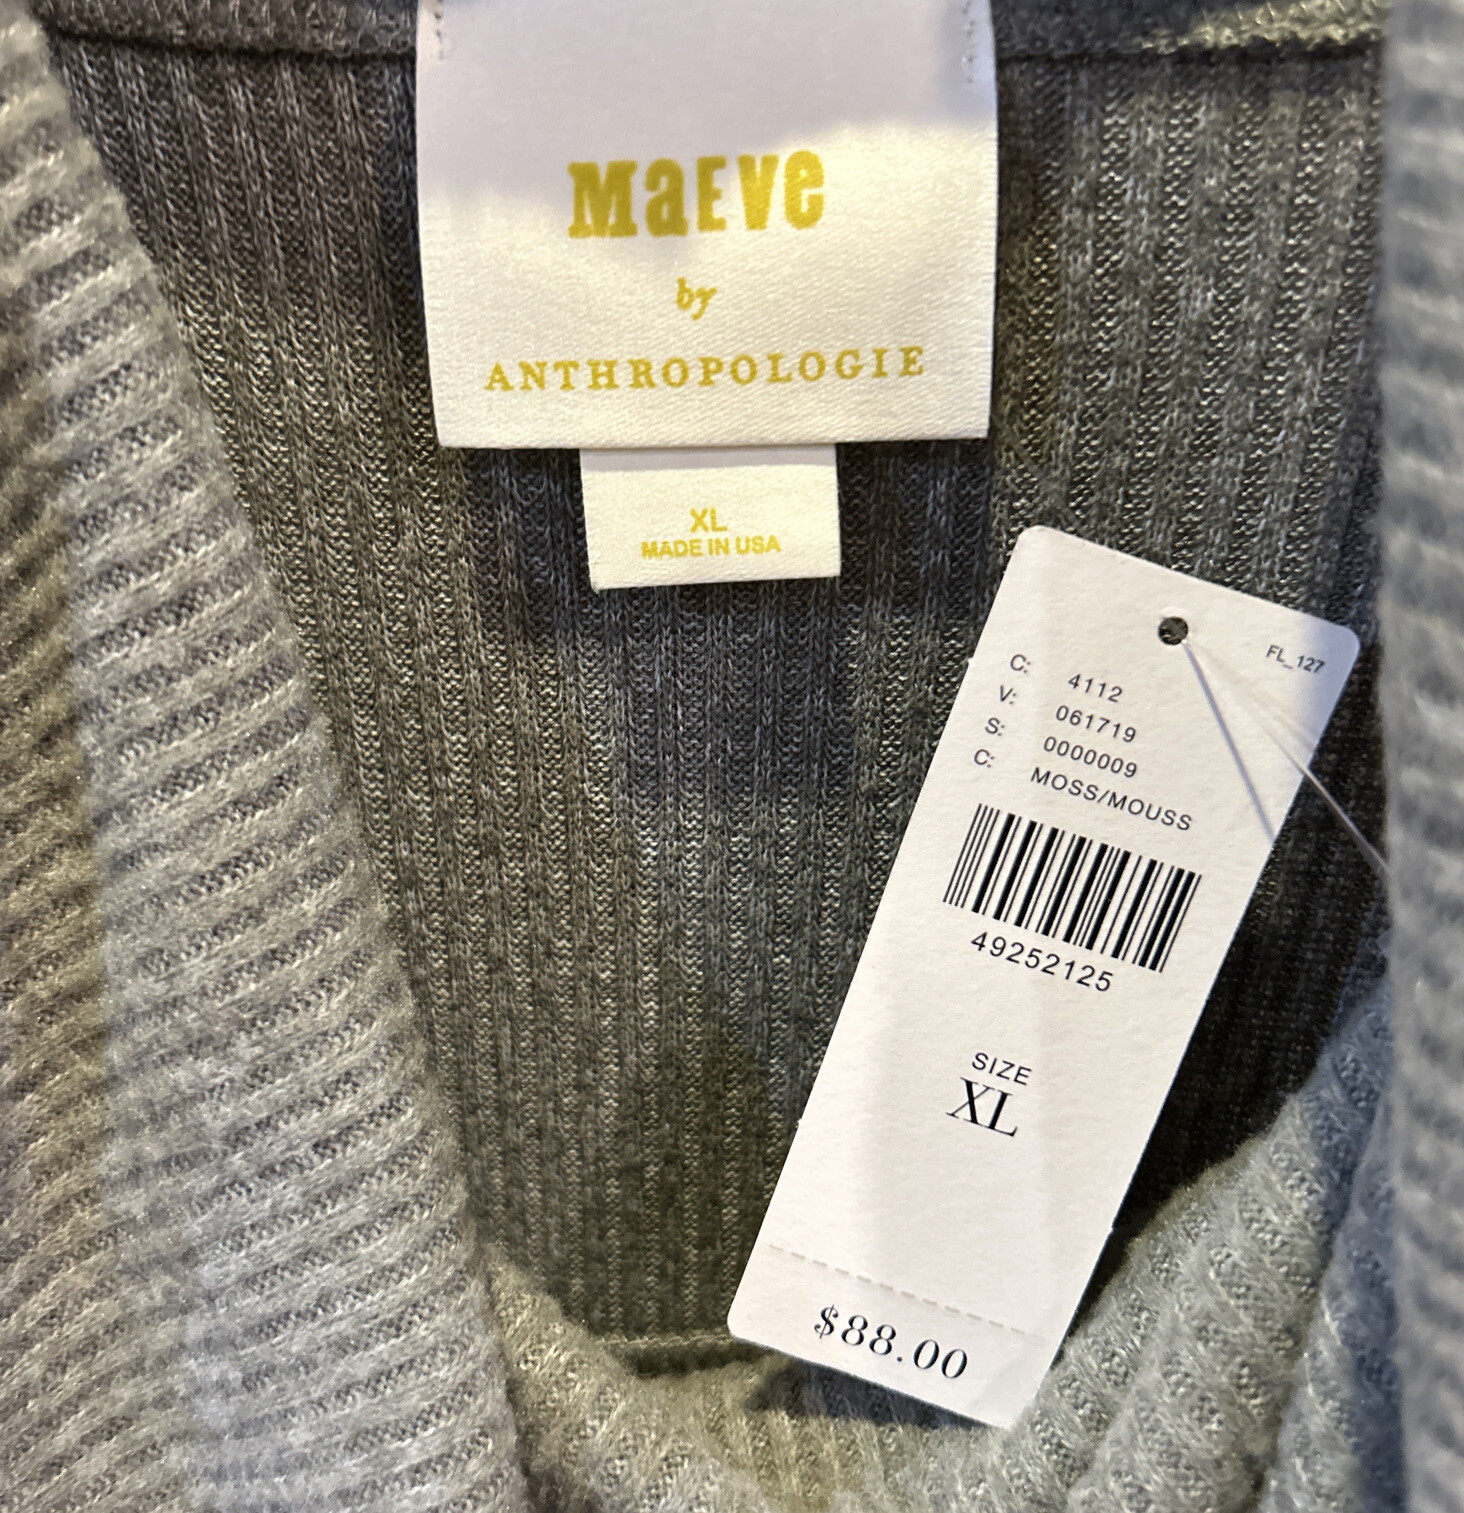 MaEVe
by
ANTHROPOLOGIE
XL
MADE IN USA
FL_127
C: 4112
V: 061719
S: 0000009
C: MOSS/MOUSS
49252125
SIZE
XL
$88.00